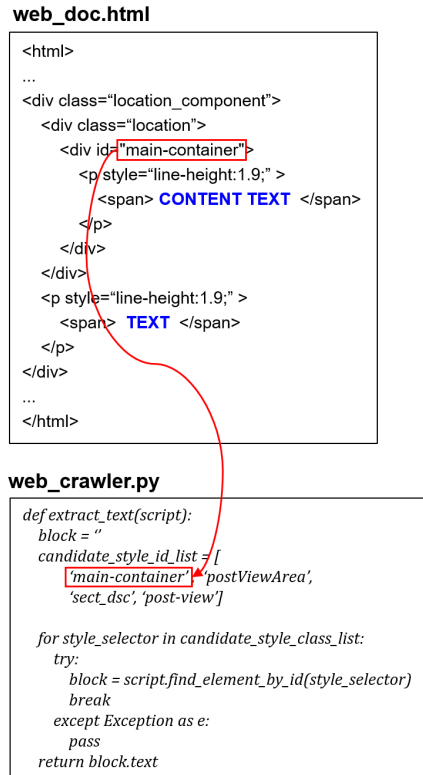 web_doc.html
<html>
...
<div class=“location_component”>
<div class=“location”>
<div id="main-container">
<p style=“line-height:1.9;” >
<span> CONTENT TEXT </span>
</p>
</div>
</div>
<p style=“line-height:1.9;” >
<span> TEXT </span>
</p>
</div>
...
</html>
web_crawler.py
def extract_text(script):
block = ‘’
candidate_style_id_list = [
‘main-container’, ‘postViewArea’,
‘sect_dsc’, ‘post-view’]
for style_selector in candidate_style_class_list:
try:
block = script.find_element_by_id(style_selector)
break
except Exception as e:
pass
return block.text